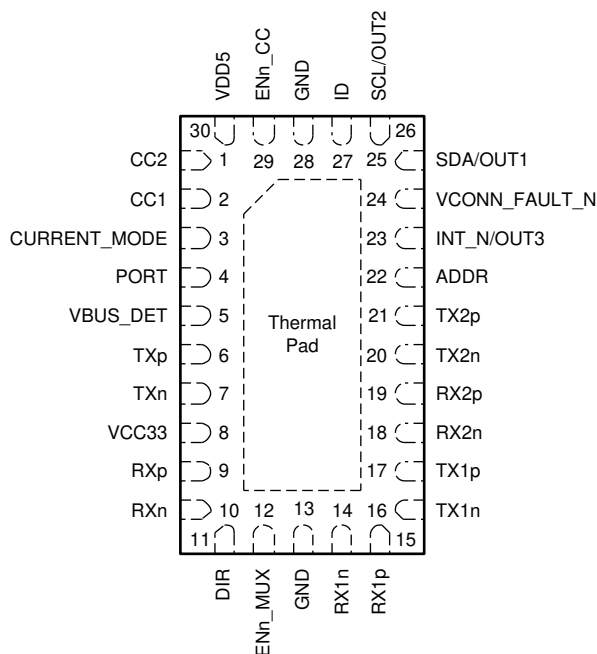 VDD5
ENn_CC
GND
ID
SCL/OUT2
30
26
CC2 1 29 28 27 25 SDA/OUT1
CC1 2 24 VCONN_FAULT_N
CURRENT_MODE 3 23 INT_N/OUT3
PORT 4 22 ADDR
VBUS_DET 5 21 TX2p
Thermal
Pad
TXp 6 20 TX2n
TXn 7 19 RX2p
VCC33 8 18 RX2n
RXp 9 17 TX1p
RXn 10 12 13 14 16 TX1n
11
15
DIR
ENn_MUX
GND
RX1n
RX1p